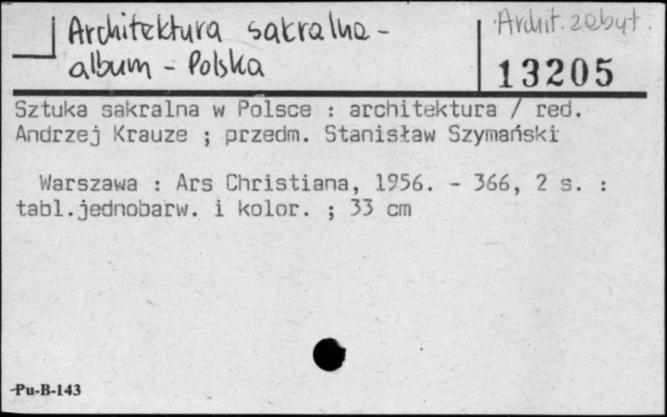 Architektura sakralna -
album - Polska
Archit. zabyt.
13205
Sztuka sakralna w Polsce : architektura / red.
Andrzej Krauze ; przedm. Stanisław Szymański
Warszawa : Ars Christiana, 1956. - 366, 2 s. :
tabl.jednobarw. i kolor. ; 33 cm
Pu-B-143